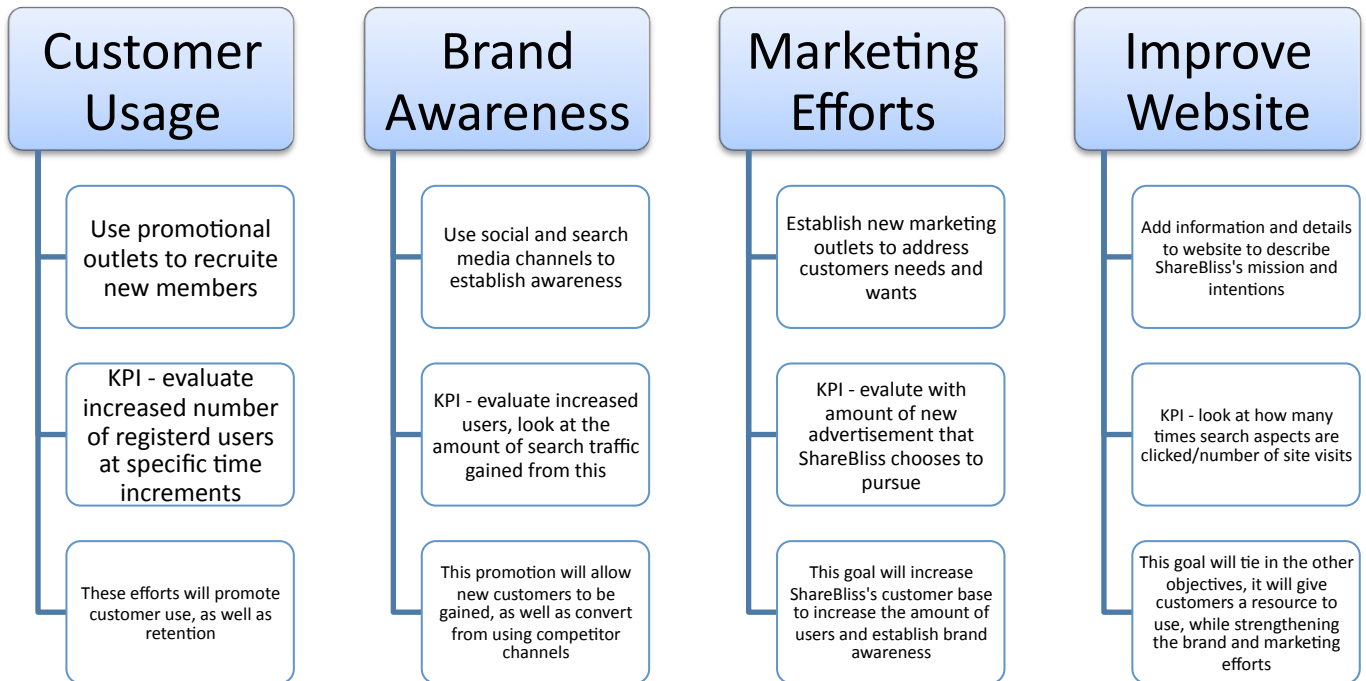 Customer
Usage
Use promotional
outlets to recruite
new members
KPI - evaluate
increased number
of registerd users
at specific time
increments
These efforts will promote
customer use, as well as
retention
Brand
Awareness
Use social and search
media channels to
establish awareness
KPI - evaluate increased
users, look at the
amount of search traffic
gained from this
This promotion will allow
new customers to be
gained, as well as convert
from using competitor
channels
Marketing
Efforts
Establish new marketing
outlets to address
customers needs and
wants
KPI - evalute with
amount of new
advertisement that
ShareBliss chooses to
pursue
This goal will increase
ShareBliss's customer base
to increase the amount of
users and establish brand
awareness
Improve
Website
Add information and details
to website to describe
ShareBliss's mission and
intentions
KPI - look at how many
times search aspects are
clicked/number of site visits
This goal will tie in the other
objectives, it will give
customers a resource to
use, while strengthening
the brand and marketing
efforts